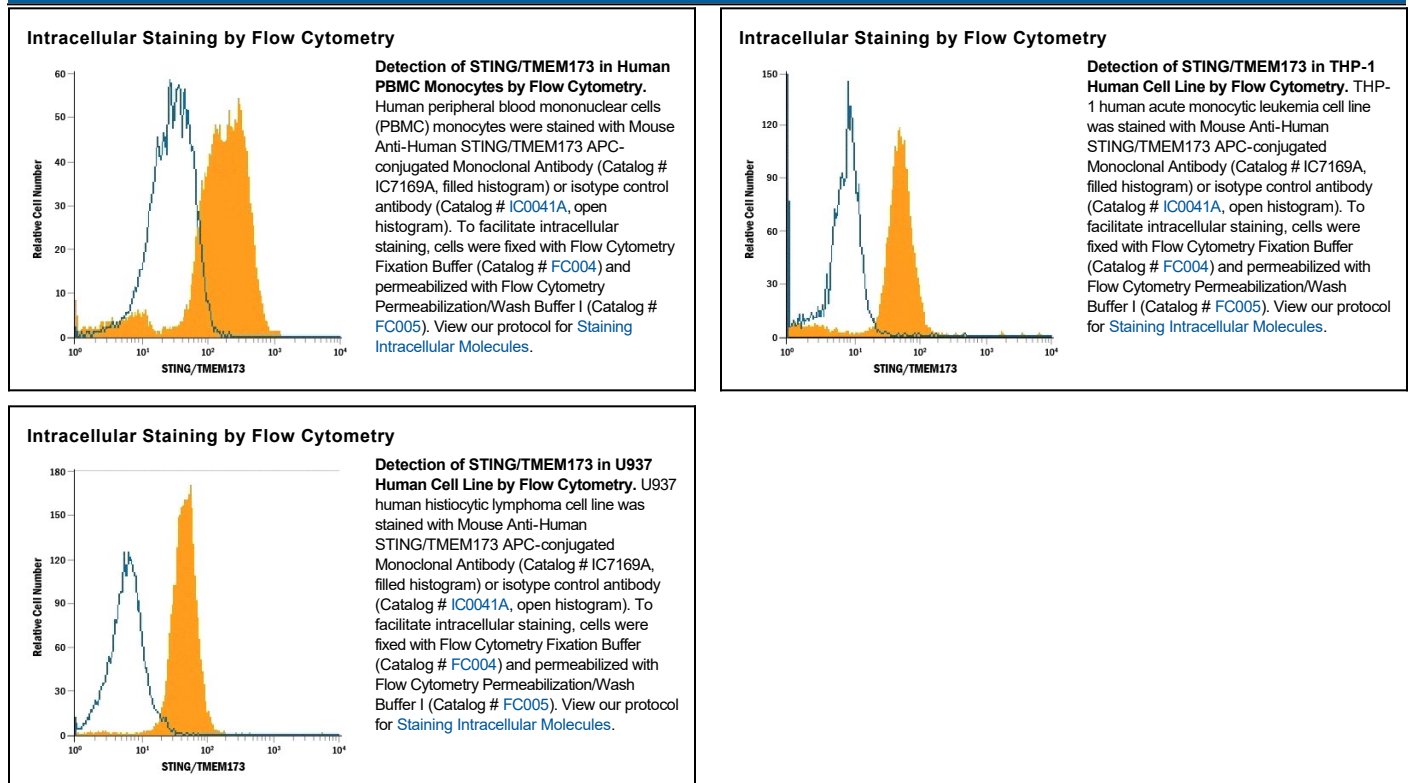 Intracellular Staining by Flow Cytometry
60
50
40
30
20
10
0
Relative Cell Number
10⁰ 10¹ 10² 10³ 10⁴
STING/TMEM173
Detection of STING/TMEM173 in Human
PBMC Monocytes by Flow Cytometry.
Human peripheral blood mononuclear cells
(PBMC) monocytes were stained with Mouse
Anti-Human STING/TMEM173 APC-
conjugated Monoclonal Antibody (Catalog #
IC7169A, filled histogram) or isotype control
antibody (Catalog # IC0041A, open
histogram). To facilitate intracellular
staining, cells were fixed with Flow Cytometry
Fixation Buffer (Catalog # FC004) and
permeabilized with Flow Cytometry
Permeabilization/Wash Buffer I (Catalog #
FC005). View our protocol for Staining
Intracellular Molecules.
Intracellular Staining by Flow Cytometry
150
120
90
60
30
0
Relative Cell Number
10⁰ 10¹ 10² 10³ 10⁴
STING/TMEM173
Detection of STING/TMEM173 in THP-1
Human Cell Line by Flow Cytometry. THP-
1 human acute monocytic leukemia cell line
was stained with Mouse Anti-Human
STING/TMEM173 APC-conjugated
Monoclonal Antibody (Catalog # IC7169A,
filled histogram) or isotype control antibody
(Catalog # IC0041A, open histogram). To
facilitate intracellular staining, cells were
fixed with Flow Cytometry Fixation Buffer
(Catalog # FC004) and permeabilized with
Flow Cytometry Permeabilization/Wash
Buffer I (Catalog # FC005). View our protocol
for Staining Intracellular Molecules.
Intracellular Staining by Flow Cytometry
180
150
120
90
60
30
0
Relative Cell Number
10⁰ 10¹ 10² 10³ 10⁴
STING/TMEM173
Detection of STING/TMEM173 in U937
Human Cell Line by Flow Cytometry. U937
human histiocytic lymphoma cell line was
stained with Mouse Anti-Human
STING/TMEM173 APC-conjugated
Monoclonal Antibody (Catalog # IC7169A,
filled histogram) or isotype control antibody
(Catalog # IC0041A, open histogram). To
facilitate intracellular staining, cells were
fixed with Flow Cytometry Fixation Buffer
(Catalog # FC004) and permeabilized with
Flow Cytometry Permeabilization/Wash
Buffer I (Catalog # FC005). View our protocol
for Staining Intracellular Molecules.